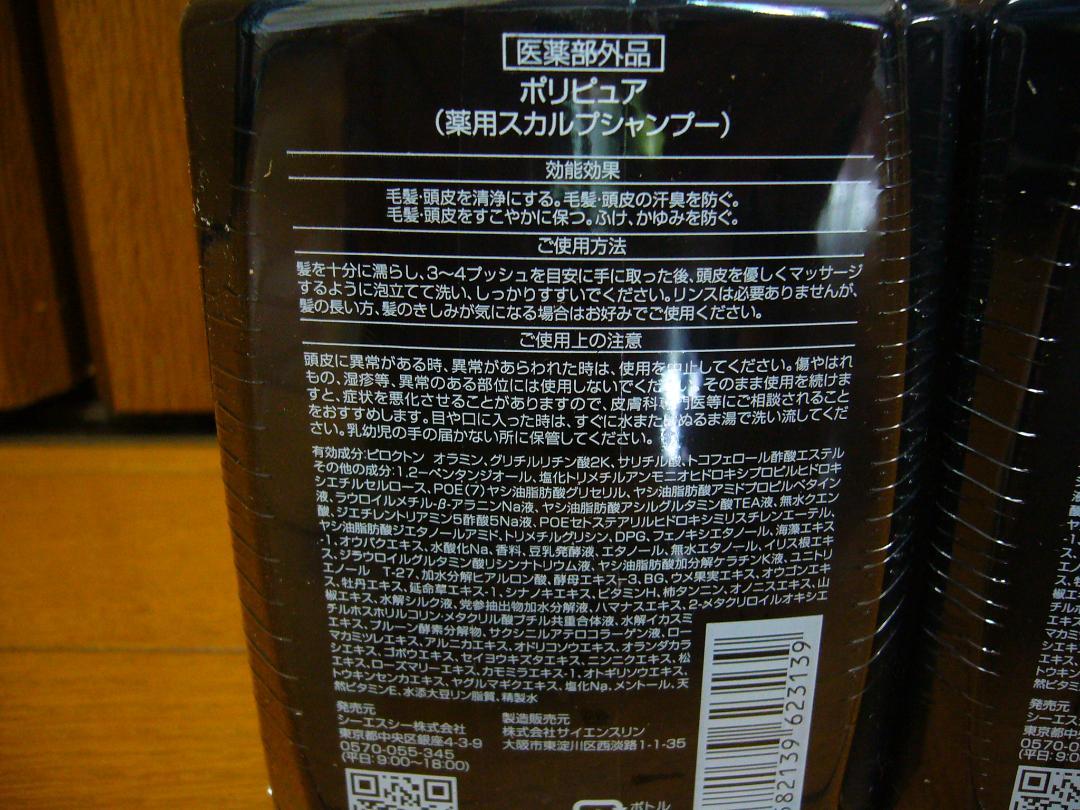 医薬部外品
ポリピュア
(薬用スカルプシャンプー)
効能効果
毛髪・頭皮を清浄にする。毛髪・頭皮の汗臭を防ぐ。
毛髪・頭皮をすこやかに保つ。ふけ、かゆみを防ぐ。
ご使用方法
髪を十分に濡らし、3〜4プッシュを目安に手に取った後、頭皮を優しくマッサージ
するように泡立てて洗い、しっかりすすいでください。リンスは必要ありませんが、
髪の長い方、髪のきしみが気になる場合はお好みでご使用ください。
ご使用上の注意
頭皮に異常がある時、異常があらわれた時は、使用を中止してください。傷やはれ
もの、湿疹等、異常のある部位には使用しないでください。そのまま使用を続けま
すと、症状を悪化させることがありますので、皮膚科専門医等にご相談されること
をおすすめします。目や口に入った時は、すぐに水またはぬるま湯で洗い流してくだ
さい。乳幼児の手の届かない所に保管してください。
有効成分:ピロクトン オラミン、グリチルリチン酸2K、サリチル酸、トコフェロール酢酸エステル
その他の成分:1,2-ペンタンジオール、塩化トリメチルアンモニオヒドロキシプロピルヒドロキ
シエチルセルロース、POE(7)ヤシ油脂肪酸グリセリル、ヤシ油脂肪酸アミドプロピルベタイン
液、ラウロイルメチル-β-アラニンNa液、ヤシ油脂肪酸アシルグルタミン酸TEA液、無水クエン
酸、ジエチレントリアミン5酢酸5Na液、POEセトステアリルヒドロキシミリスチレンエーテル、
ヤシ油脂肪酸ジエタノールアミド、トリメチルグリシン、DPG、フェノキシエタノール、海藻エキス
-1、オウバクエキス、水酸化Na、香料、豆乳発酵液、エタノール、無水エタノール、イリス根エキ
ス、ジラウロイルグルタミン酸リシンナトリウム液、ヤシ油脂肪酸加水分解ケラチンK液、ユニトリ
エノール T-27、加水分解ヒアルロン酸、酵母エキス-3、BG、ウメ果実エキス、オウゴンエキ
ス、牡丹エキス、延命草エキス-1、シナノキエキス、ビタミンH、柿タンニン、オノニスエキス、山
椒エキス、水解シルク液、党参抽出物加水分解液、ハマナスエキス、2-メタクリロイルオキシエ
チルホスホリルコリン・メタクリル酸ブチル共重合体液、水解イカスミ
エキス、プルーン酵素分解物、サクシニルアテロコラーゲン液、ロー
マカミツレエキス、アルニカエキス、オドリコソウエキス、オランダカラ
シエキス、ゴボウエキス、セイヨウキズタエキス、ニンニクエキス、松
エキス、ローズマリーエキス、カモミラエキス-1、オトギリソウエキス、
トウキンセンカエキス、ヤグルマギクエキス、塩化Na、メントール、天
然ビタミンE、水添大豆リン脂質、精製水
発売元
シーエスシー株式会社
東京都中央区銀座4-3-9
0570-055-345
(平日:9:00〜18:00)
製造販売元
株式会社サイエンスリン
大阪市東淀川区西淡路1-1-35
82139 623139
ボトル